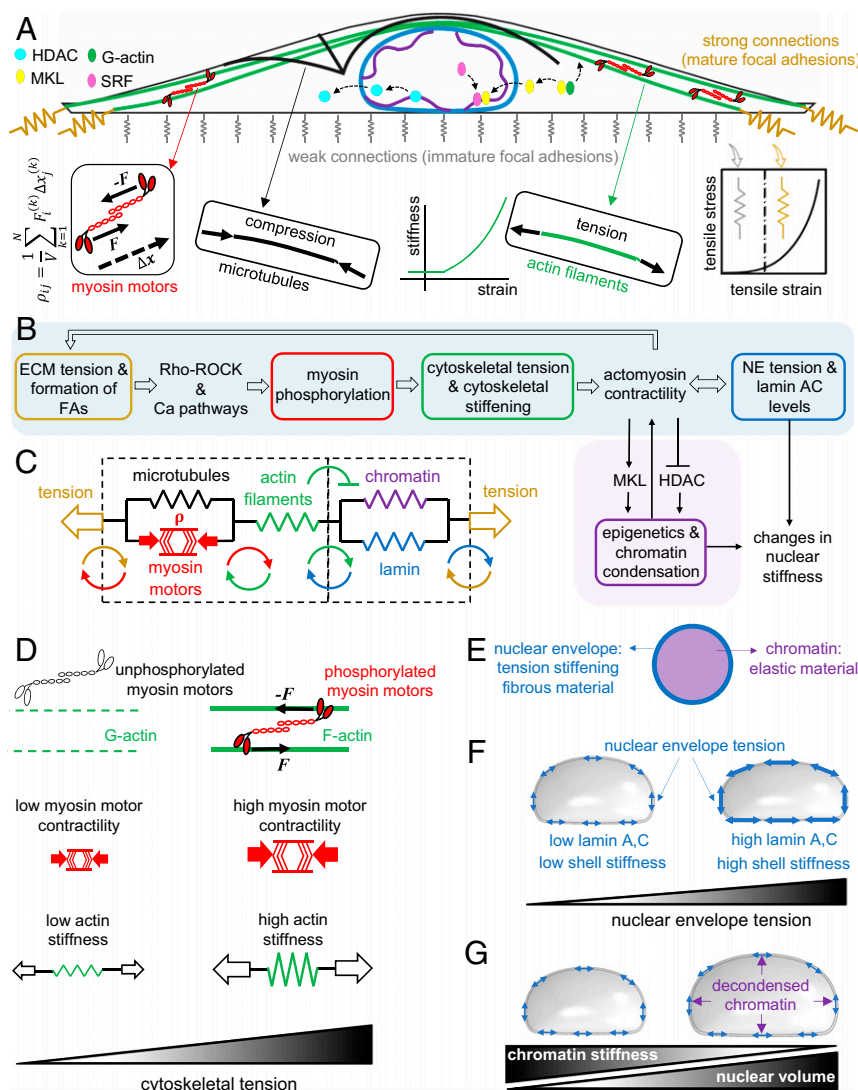 A
HDAC
G-actin
MKL
SRF
strong connections
(mature focal adhesions)
weak connections (immature focal adhesions)
ρij = 1/V ∑ k=1 N Fi(k) Δxj(k)
-F
F
Δx
myosin motors
compression
microtubules
stiffness
strain
tension
actin filaments
tensile stress
tensile strain
B
ECM tension &
formation of
FAs
Rho-ROCK
&
Ca pathways
myosin
phosphorylation
cytoskeletal tension
& cytoskeletal
stiffening
actomyosin
contractility
NE tension &
lamin AC
levels
MKL
HDAC
epigenetics &
chromatin
condensation
changes in
nuclear
stiffness
C
tension
microtubules
ρ
myosin
motors
actin
filaments
chromatin
lamin
tension
D
unphosphorylated
myosin motors
G-actin
-F
phosphorylated
myosin motors
F-actin
F
low myosin motor
contractility
high myosin motor
contractility
low actin
stiffness
high actin
stiffness
cytoskeletal tension
E
nuclear envelope:
tension stiffening
fibrous material
chromatin:
elastic material
F
nuclear envelope tension
low lamin A,C
low shell stiffness
high lamin A,C
high shell stiffness
nuclear envelope tension
G
decondensed
chromatin
chromatin stiffness
nuclear volume